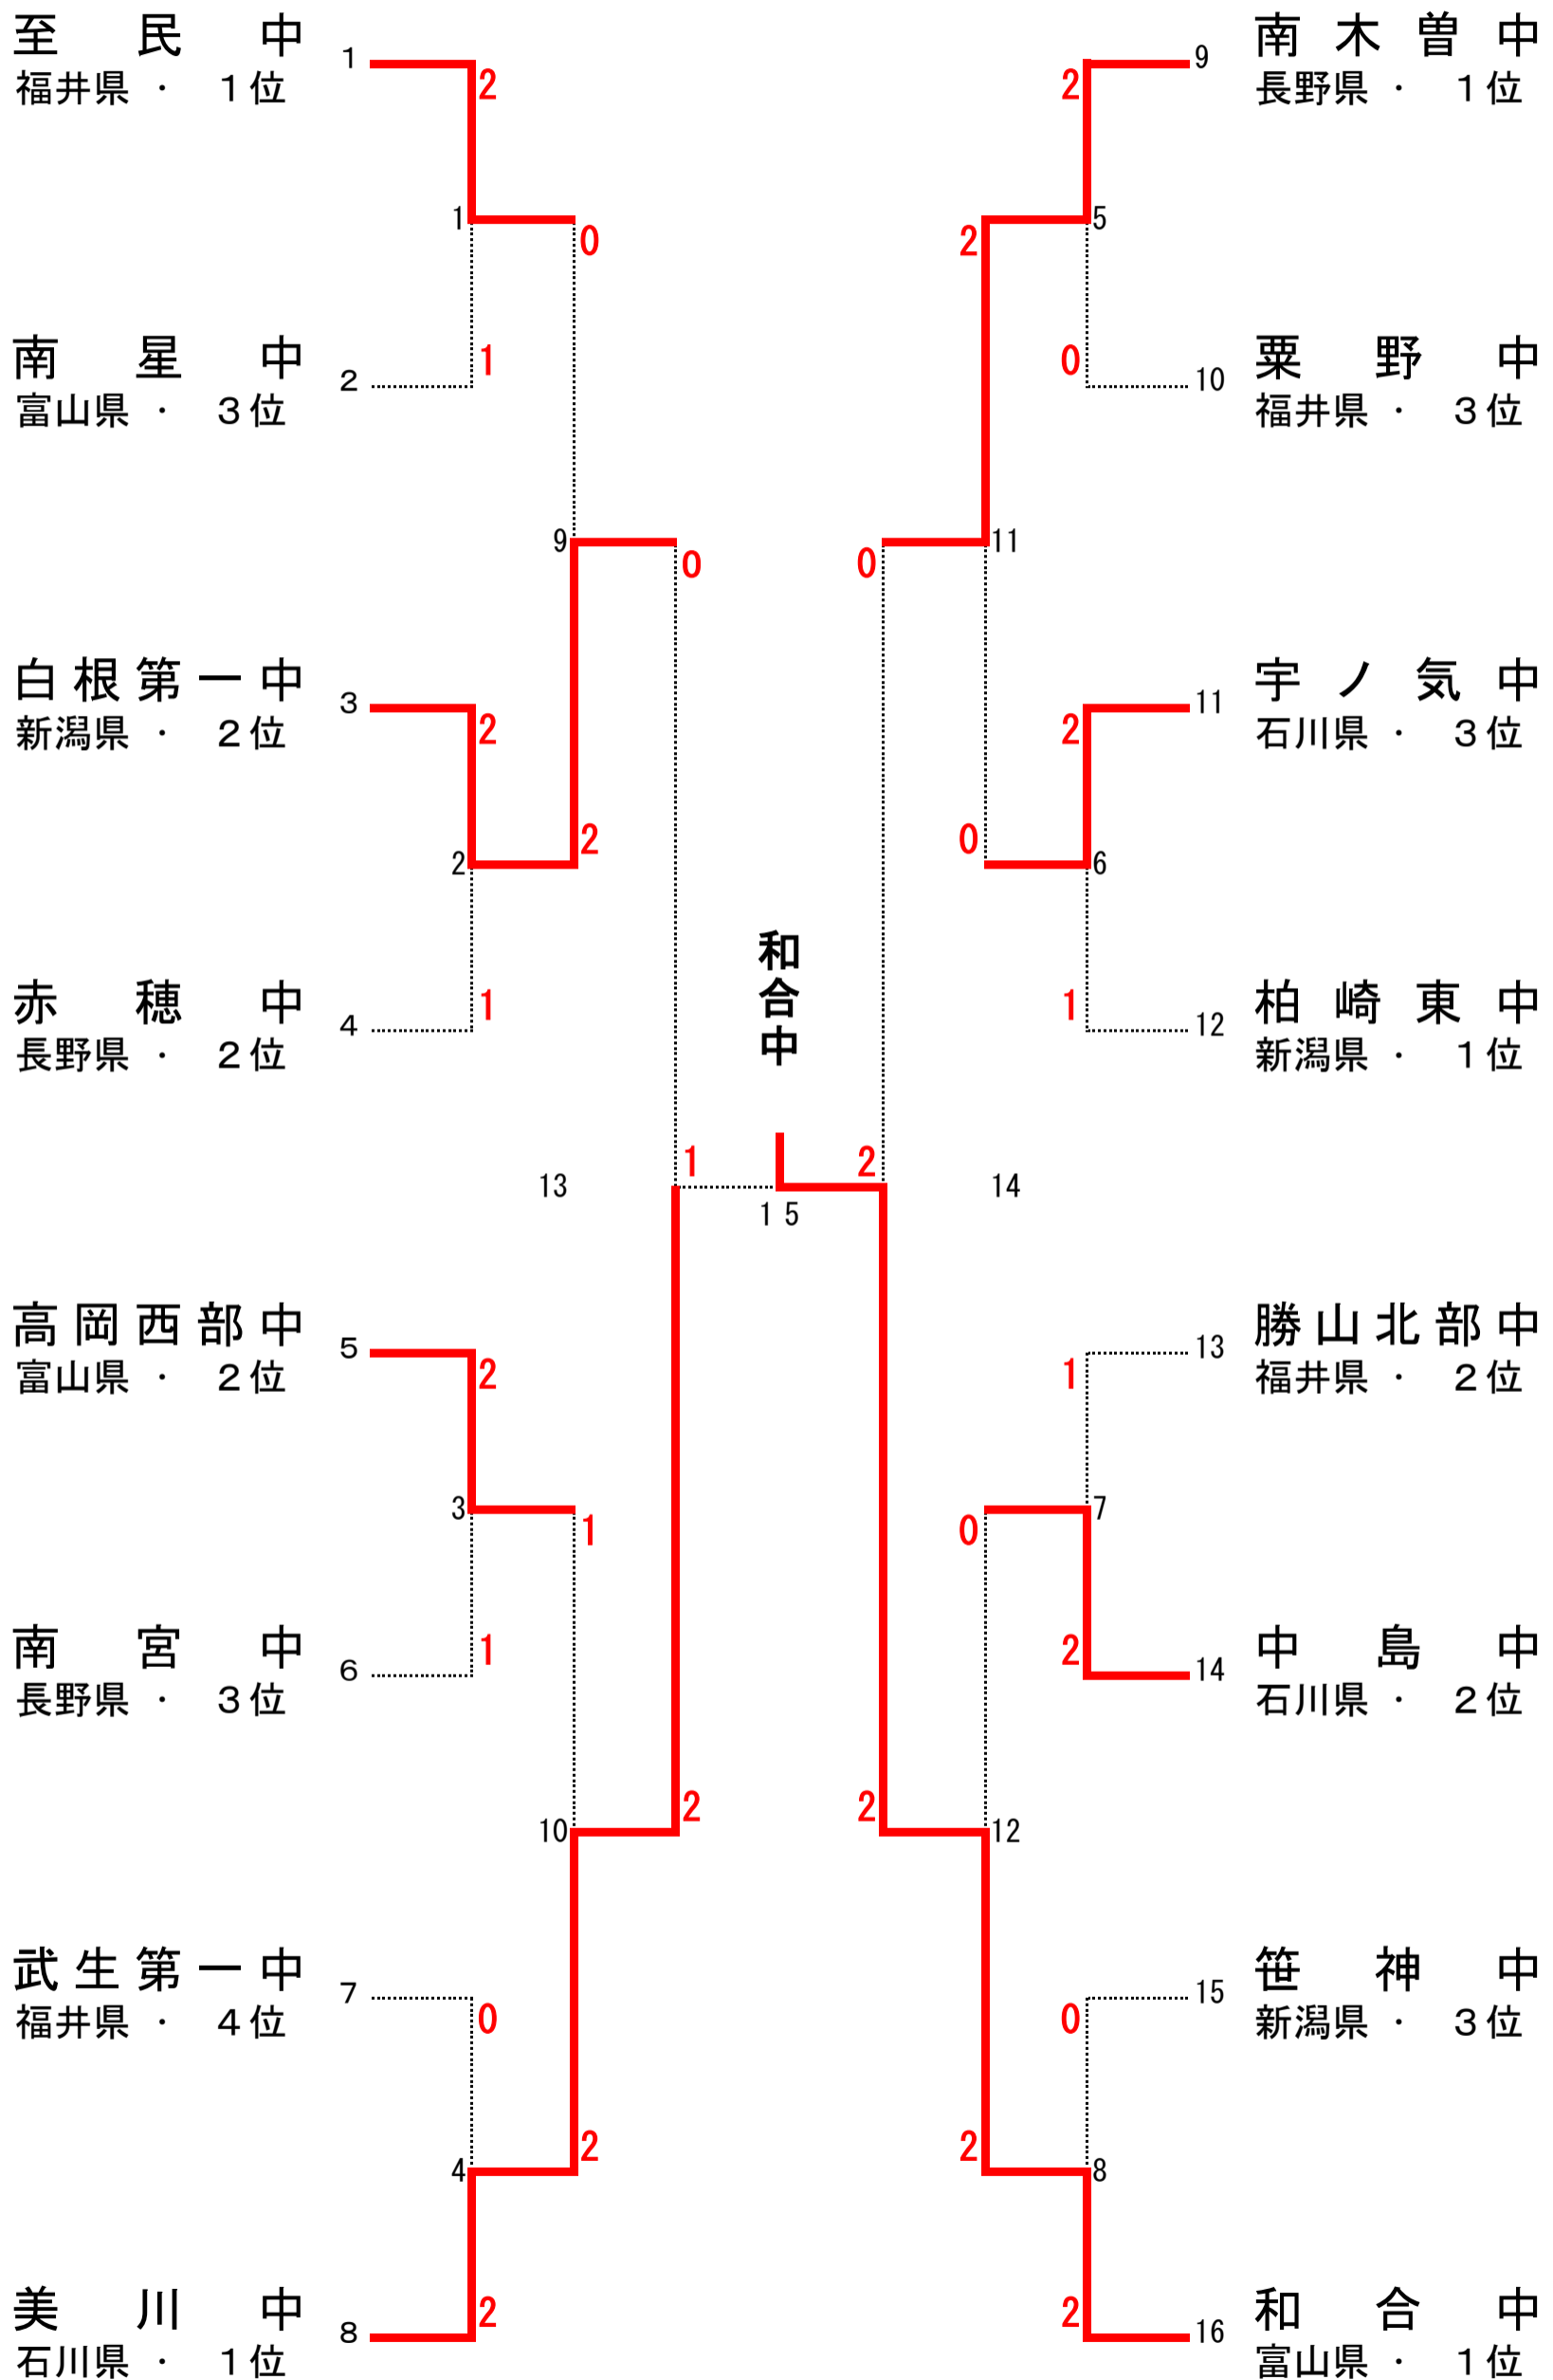 至民中
福井県 ・ 1位
1
2
1
0
南星中
富山県 ・ 3位
2
1
9
0
白根第一中
新潟県 ・ 2位
3
2
2
2
赤穂中
長野県 ・ 2位
4
1
13
1
高岡西部中
富山県 ・ 2位
5
2
3
1
南宮中
長野県 ・ 3位
6
1
10
2
武生第一中
福井県 ・ 4位
7
0
4
2
美川中
石川県 ・ 1位
8
2
和合中
15
南木曽中
長野県 ・ 1位
9
2
5
2
粟野中
福井県 ・ 3位
10
0
11
0
宇ノ気中
石川県 ・ 3位
11
2
6
0
柏崎東中
新潟県 ・ 1位
12
1
14
2
勝山北部中
福井県 ・ 2位
13
1
7
0
中島中
石川県 ・ 2位
14
2
12
2
笹神中
新潟県 ・ 3位
15
0
8
2
和合中
富山県 ・ 1位
16
2